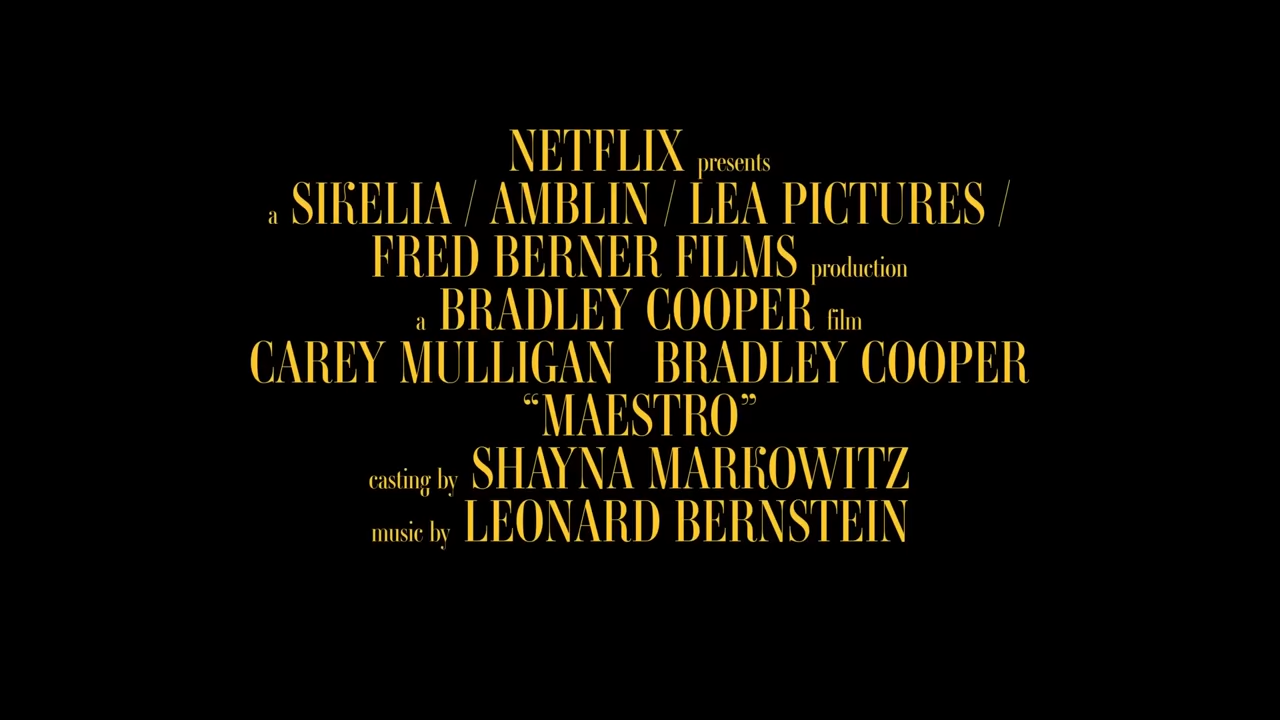 NETFLIX presents
a SIKELIA / AMBLIN / LEA PICTURES /
FRED BERNER FILMS production
a BRADLEY COOPER film
CAREY MULLIGAN BRADLEY COOPER
“MAESTRO”
casting by SHAYNA MARKOWITZ
music by LEONARD BERNSTEIN